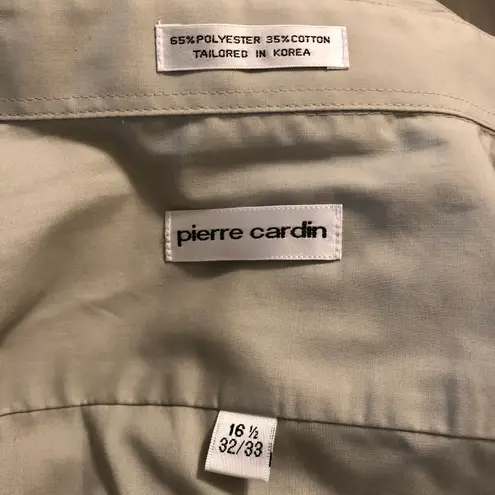 65% POLYESTER 35% COTTON
TAILORED IN KOREA
pierre cardin
16 ½
32/33